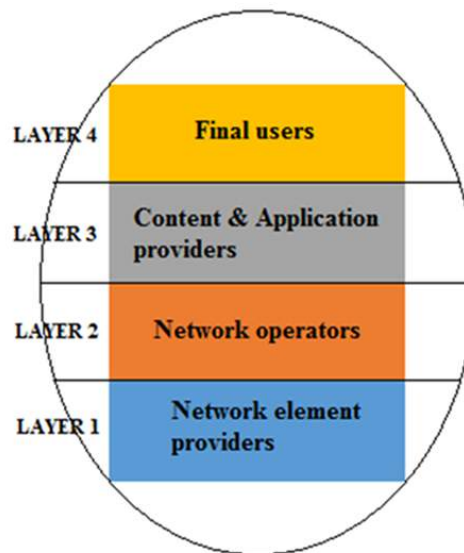 LAYER 4
Final users
LAYER 3
Content & Application
providers
LAYER 2
Network operators
LAYER 1
Network element
providers